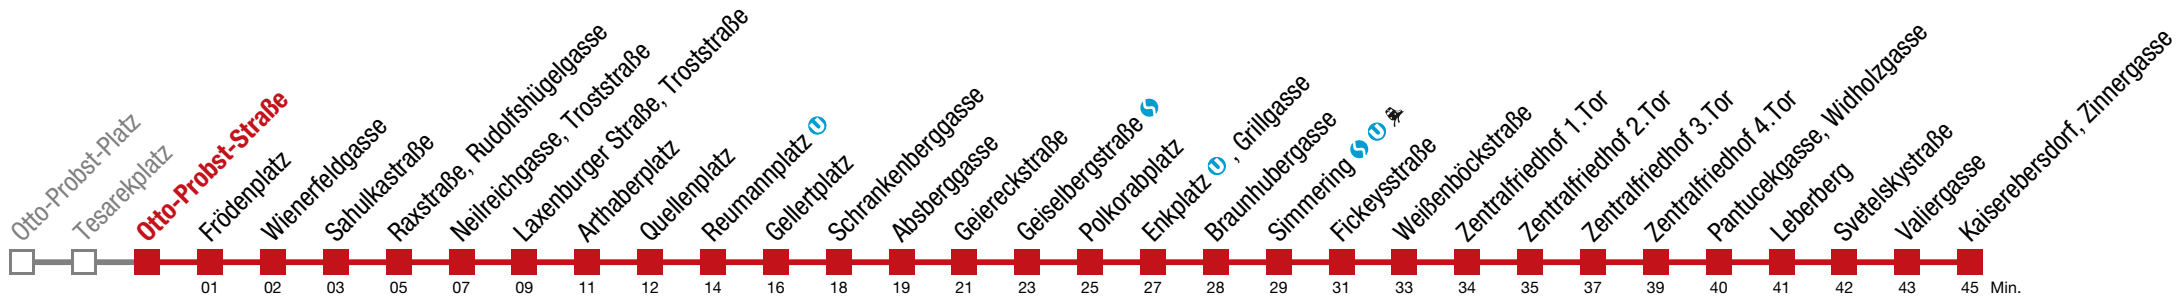 Otto-Probst-Platz
Tesarekplatz
Otto-Probst-Straße
Frödenplatz
Wienerfeldgasse
Sahulkastraße
Raxstraße, Rudolfshügelgasse
Neilreichgasse, Troststraße
Laxenburger Straße, Troststraße
Arthaberplatz
Quellenplatz
Reumannplatz U
Gellertplatz
Schrankenberggasse
Absberggasse
Geiereckstraße
Geiselbergstraße S
Polkorabplatz
Enkplatz U , Grillgasse
Braunhubergasse
Simmering S U
Fickeysstraße
Weißenböckstraße
Zentralfriedhof 1.Tor
Zentralfriedhof 2.Tor
Zentralfriedhof 3.Tor
Zentralfriedhof 4.Tor
Pantucekgasse, Widholzgasse
Leberberg
Svetelskystraße
Valiergasse
Kaiserebersdorf, Zinnergasse
01 02 03 05 07 09 11 12 14 16 18 19 21 23 25 27 28 29 31 33 34 35 37 39 40 41 42 43 45 Min.